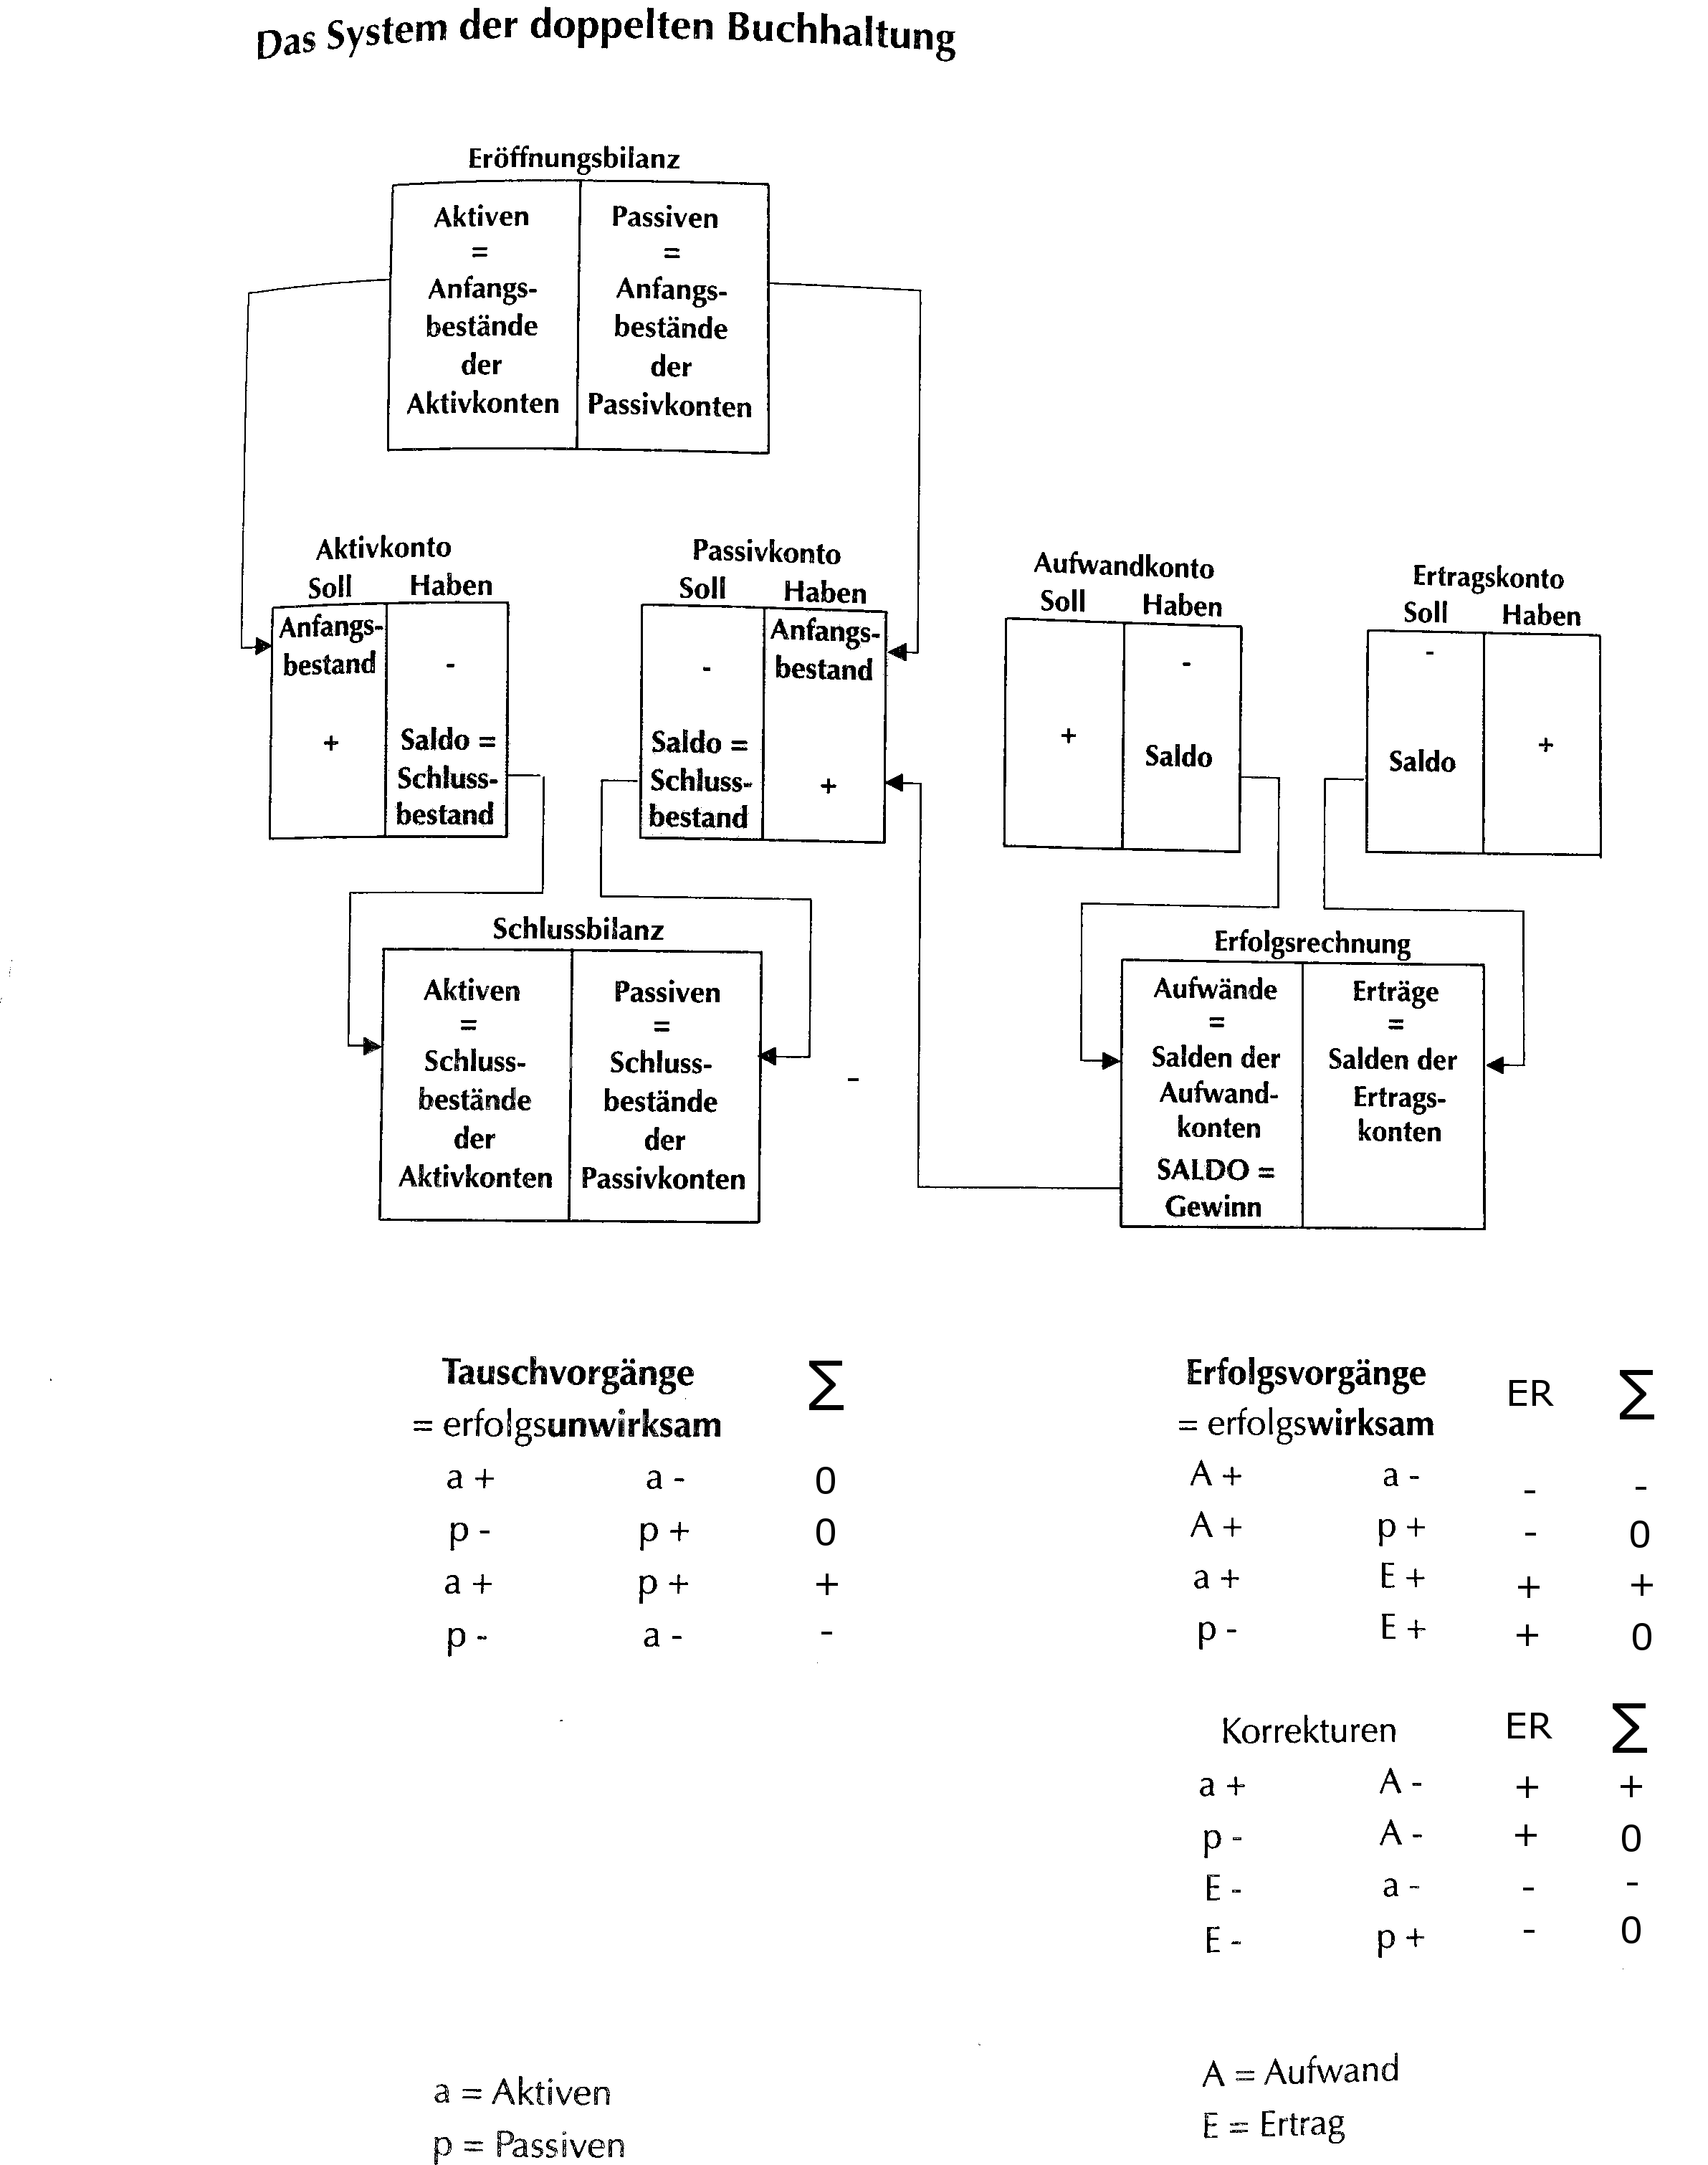 Das System der doppelten Buchhaltung
Eröffnungsbilanz
Aktiven
=
Anfangs-
bestände
der
Aktivkonten
Passiven
=
Anfangs-
bestände
der
Passivkonten
Aktivkonto
Soll Haben
Anfangs-
bestand
+
-
Saldo =
Schluss-
bestand
Passivkonto
Soll Haben
-
Saldo =
Schluss-
bestand
Anfangs-
bestand
+
Aufwandkonto
Soll Haben
+
-
Saldo
Ertragskonto
Soll Haben
-
Saldo
+
Schlussbilanz
Aktiven
=
Schluss-
bestände
der
Aktivkonten
Passiven
=
Schluss-
bestände
der
Passivkonten
-
Erfolgsrechnung
Aufwände
=
Salden der
Aufwand-
konten
SALDO =
Gewinn
Erträge
=
Salden der
Ertrags-
konten
Tauschvorgänge ∑
= erfolgsunwirksam
a + a - 0
p - p + 0
a + p + +
p - a - -
Erfolgsvorgänge ER ∑
= erfolgswirksam
A + a - - -
A + p + - 0
a + E + + +
p - E + + 0
Korrekturen ER ∑
a + A - + +
p - A - + 0
E - a - - -
E - p + - 0
a = Aktiven
p = Passiven
A = Aufwand
E = Ertrag